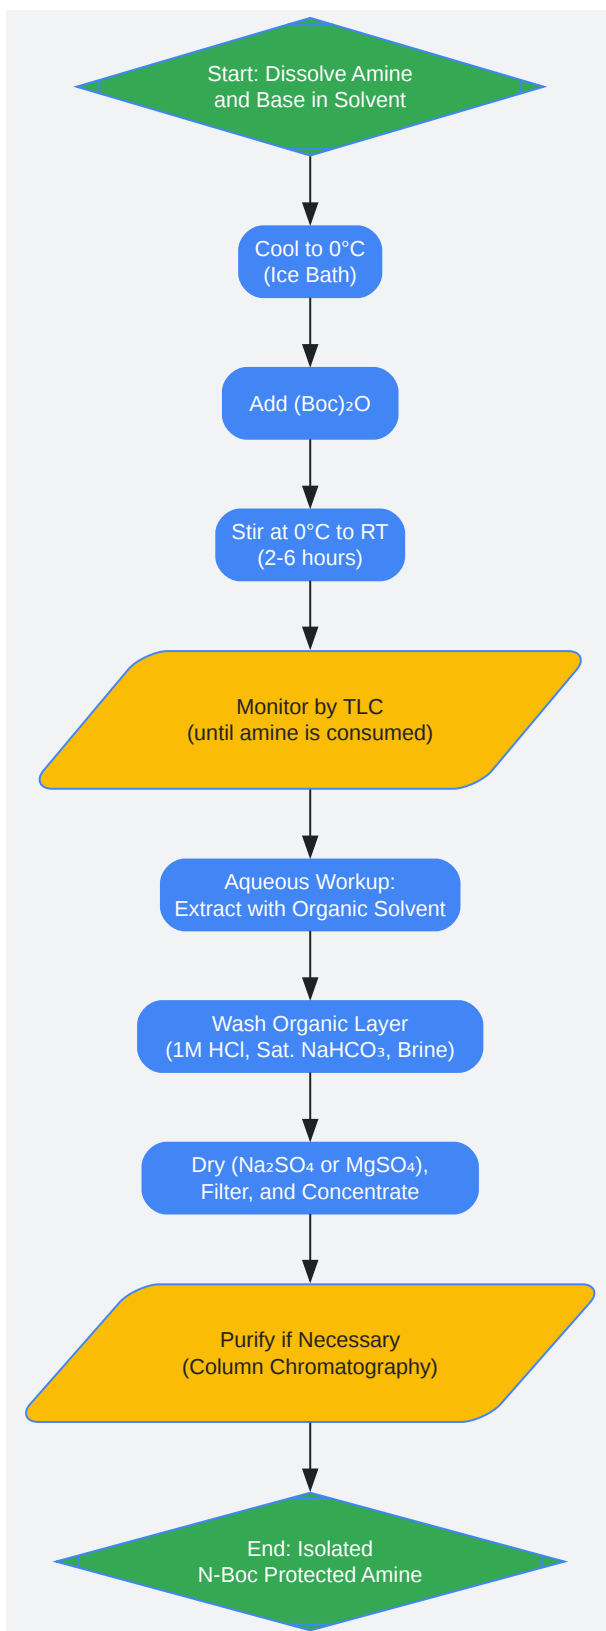 Start: Dissolve Amine
and Base in Solvent
Cool to 0°C
(Ice Bath)
Add (Boc)₂O
Stir at 0°C to RT
(2-6 hours)
Monitor by TLC
(until amine is consumed)
Aqueous Workup:
Extract with Organic Solvent
Wash Organic Layer
(1M HCl, Sat. NaHCO₃, Brine)
Dry (Na₂SO₄ or MgSO₄),
Filter, and Concentrate
Purify if Necessary
(Column Chromatography)
End: Isolated
N-Boc Protected Amine